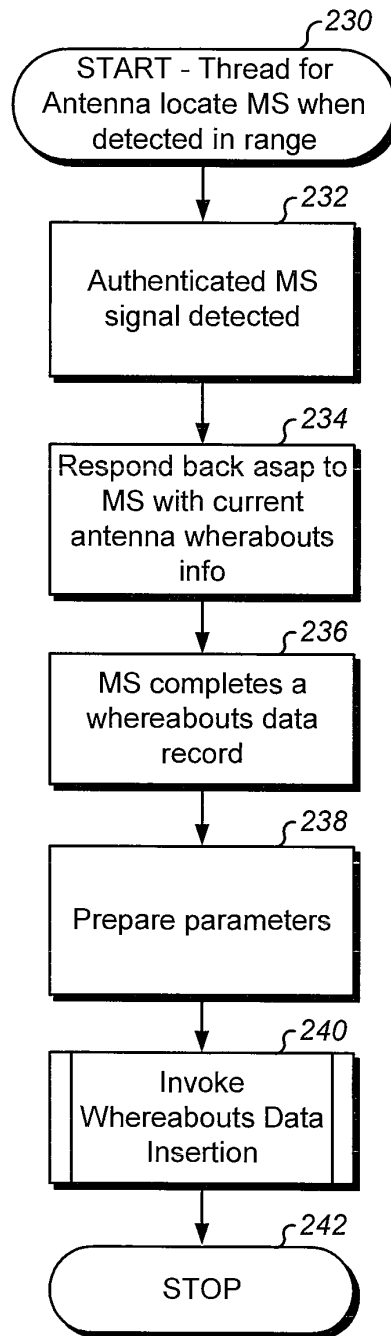 230
START - Thread for
Antenna locate MS when
detected in range
232
Authenticated MS
signal detected
234
Respond back asap to
MS with current
antenna wherabouts
info
236
MS completes a
whereabouts data
record
238
Prepare parameters
240
Invoke
Whereabouts Data
Insertion
242
STOP